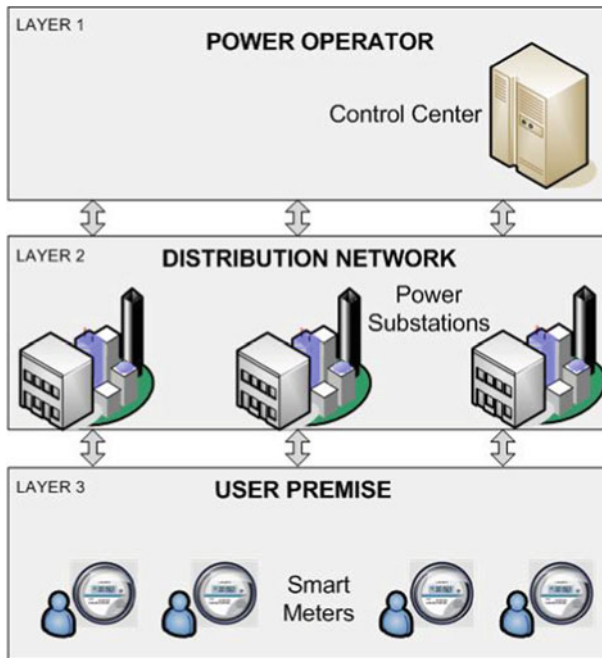 LAYER 1
POWER OPERATOR
Control Center
LAYER 2
DISTRIBUTION NETWORK
Power
Substations
LAYER 3
USER PREMISE
Smart
Meters